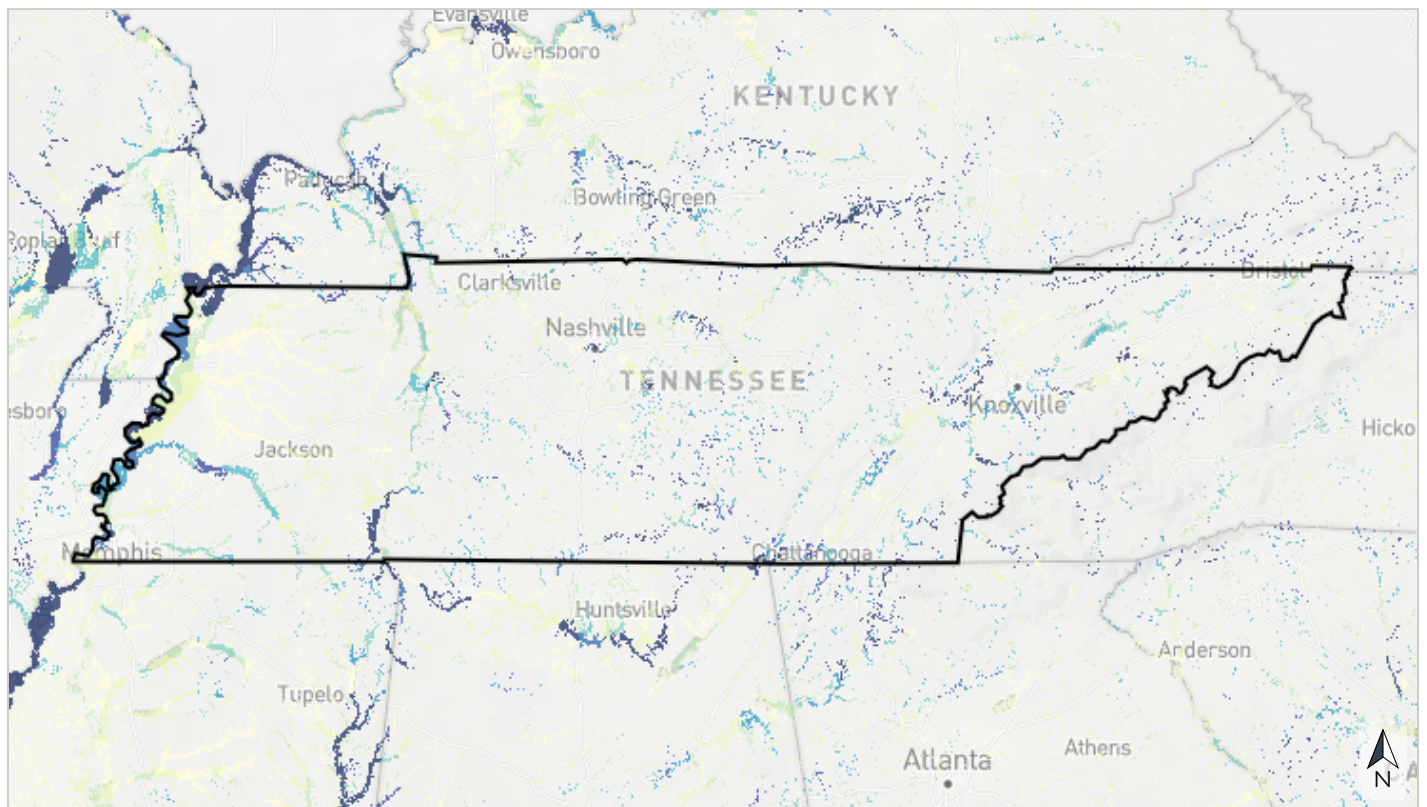 Evansville
Owensboro
KENTUCKY
Paducah
Bowling Green
Clarksville
Bristol
Nashville
TENNESSEE
Knoxville
esboro
Hicko
Jackson
Memphis
Chattanooga
Huntsville
Anderson
Tupelo
Athens
Atlanta
N